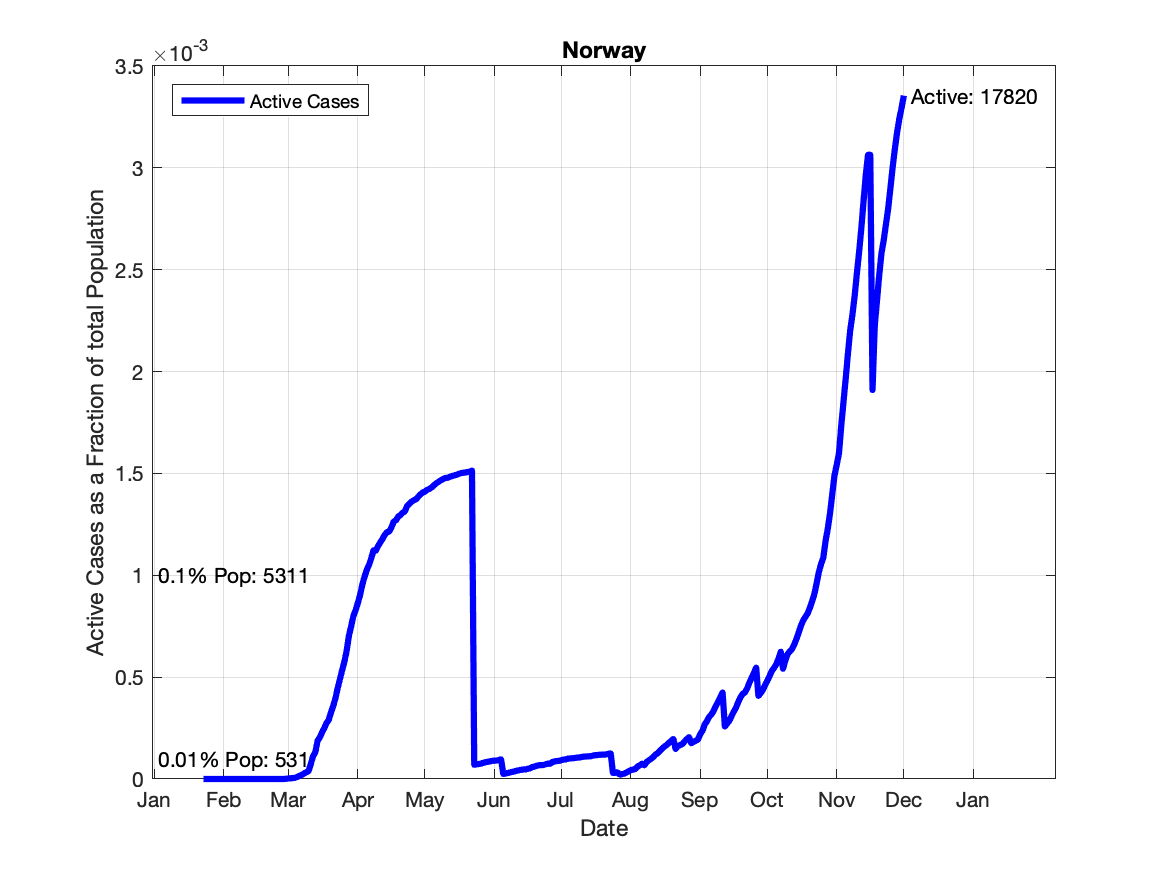 Norway
×10-3
3.5
3
2.5
2
1.5
1
0.5
0
Active Cases as a Fraction of total Population
Active Cases
Active: 17820
0.1% Pop: 5311
0.01% Pop: 531
Jan Feb Mar Apr May Jun Jul Aug Sep Oct Nov Dec Jan
Date